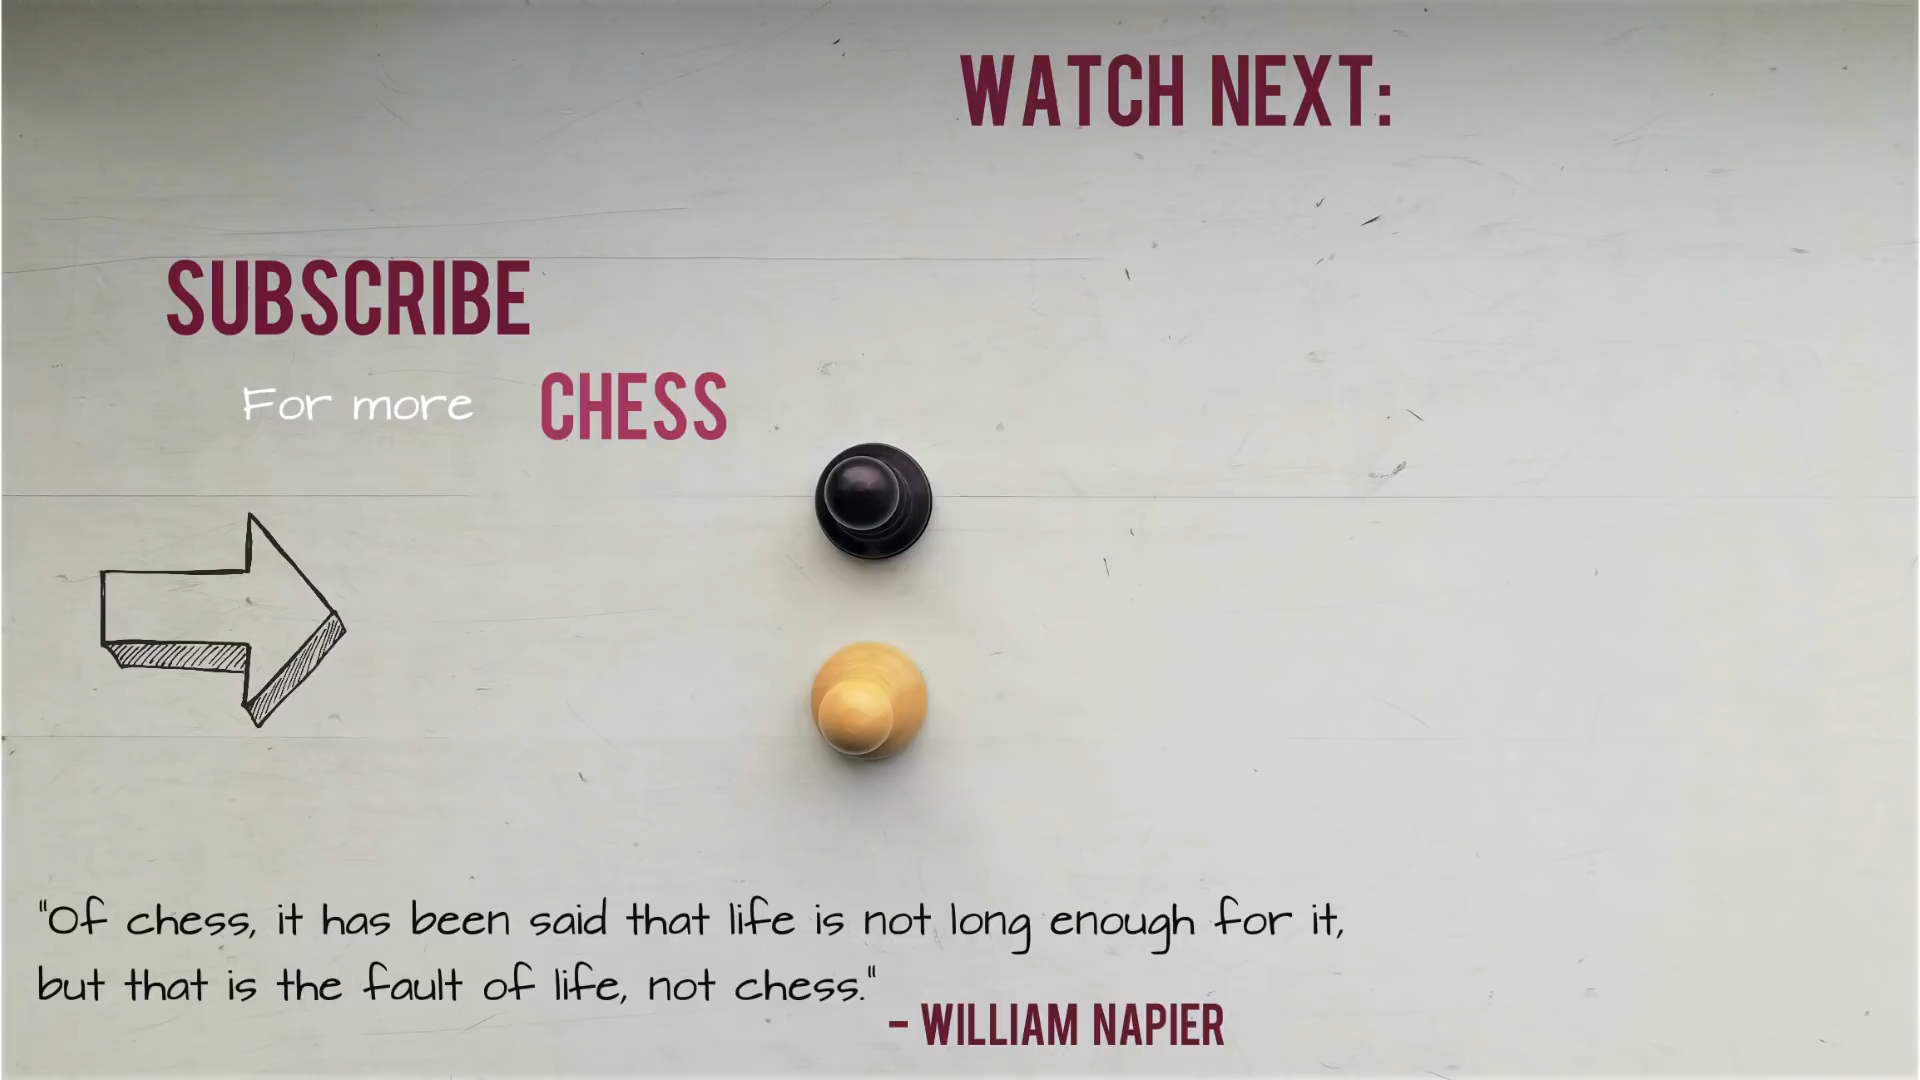 WATCH NEXT:
SUBSCRIBE
For more CHESS
"Of chess, it has been said that life is not long enough for it,
but that is the fault of life, not chess."
- WILLIAM NAPIER